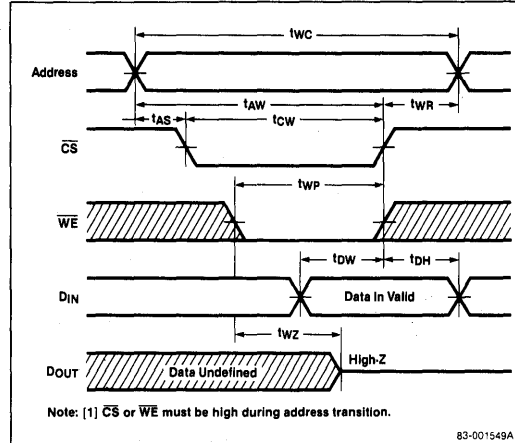 tWC
Address
tAW
tWR
tAS
tCW
CS
tWP
WE
tDW
tDH
DIN
Data In Valid
tWZ
High-Z
DOUT
Data Undefined
Note: [1] CS or WE must be high during address transition.
83-001549A